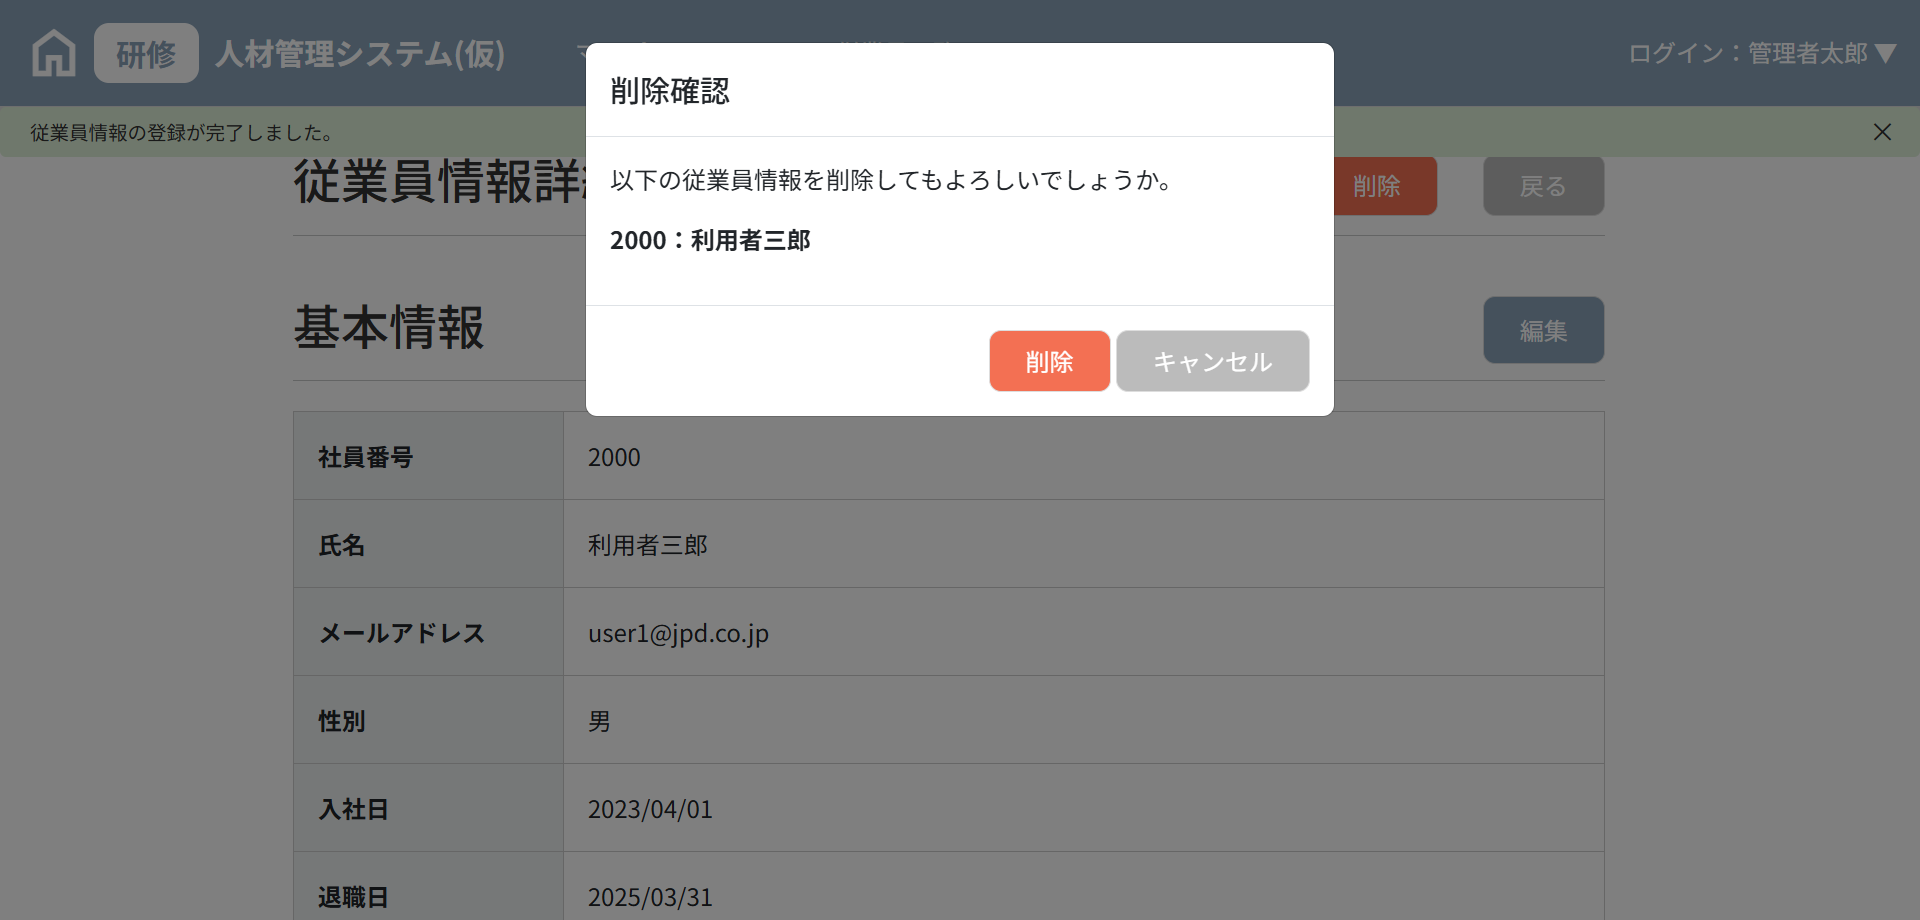 研修 人材管理システム(仮)
ログイン：管理者太郎▼
従業員情報の登録が完了しました。
従業員情報詳
削除
戻る
削除確認
以下の従業員情報を削除してもよろしいでしょうか。
2000：利用者三郎
削除
キャンセル
基本情報
編集
社員番号 2000
氏名 利用者三郎
メールアドレス user1@jpd.co.jp
性別 男
入社日 2023/04/01
退職日 2025/03/31